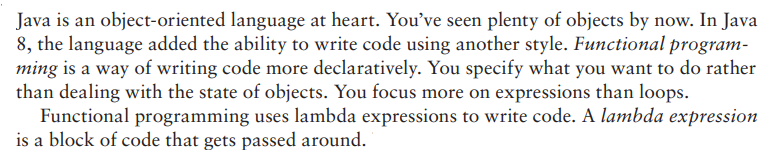 Java is an object-oriented language at heart. You’ve seen plenty of objects by now. In Java
8, the language added the ability to write code using another style. Functional program-
ming is a way of writing code more declaratively. You specify what you want to do rather
than dealing with the state of objects. You focus more on expressions than loops.
Functional programming uses lambda expressions to write code. A lambda expression
is a block of code that gets passed around.